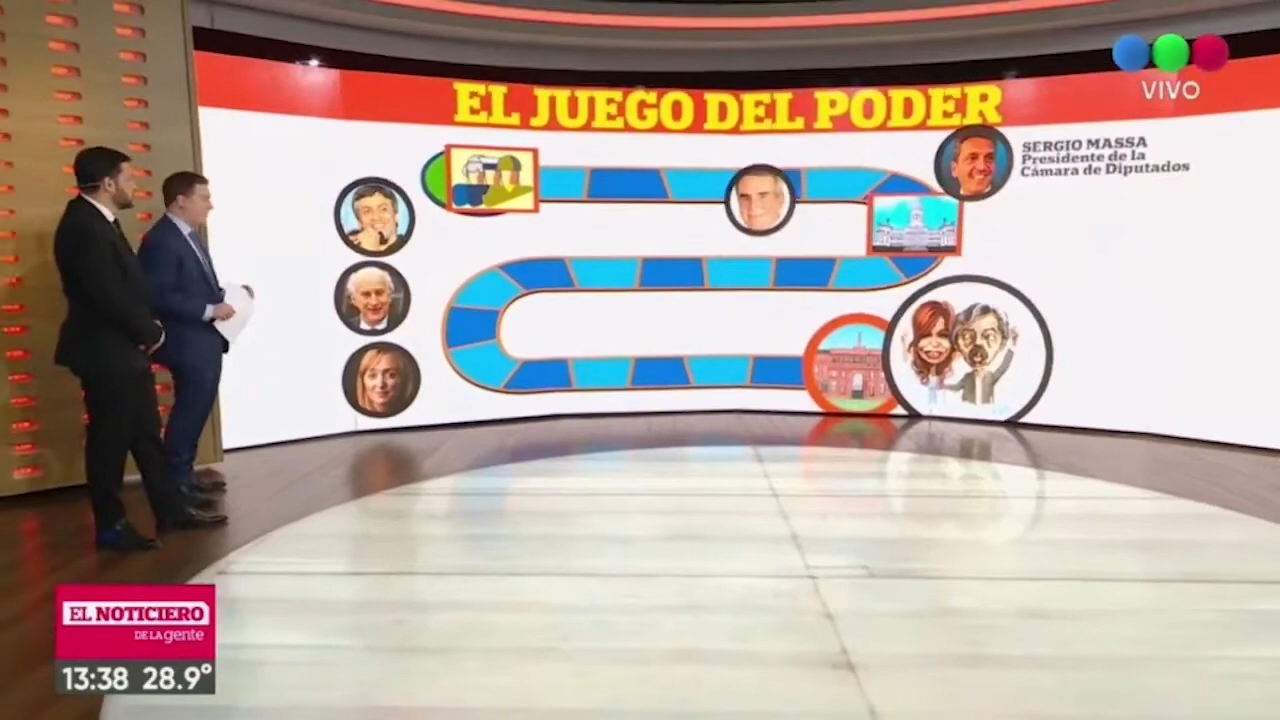 VIVO
EL JUEGO DEL PODER
SERGIO MASSA
Presidente de la
Cámara de Diputados
EL NOTICIERO
DE LA gente
13:38 28.9°